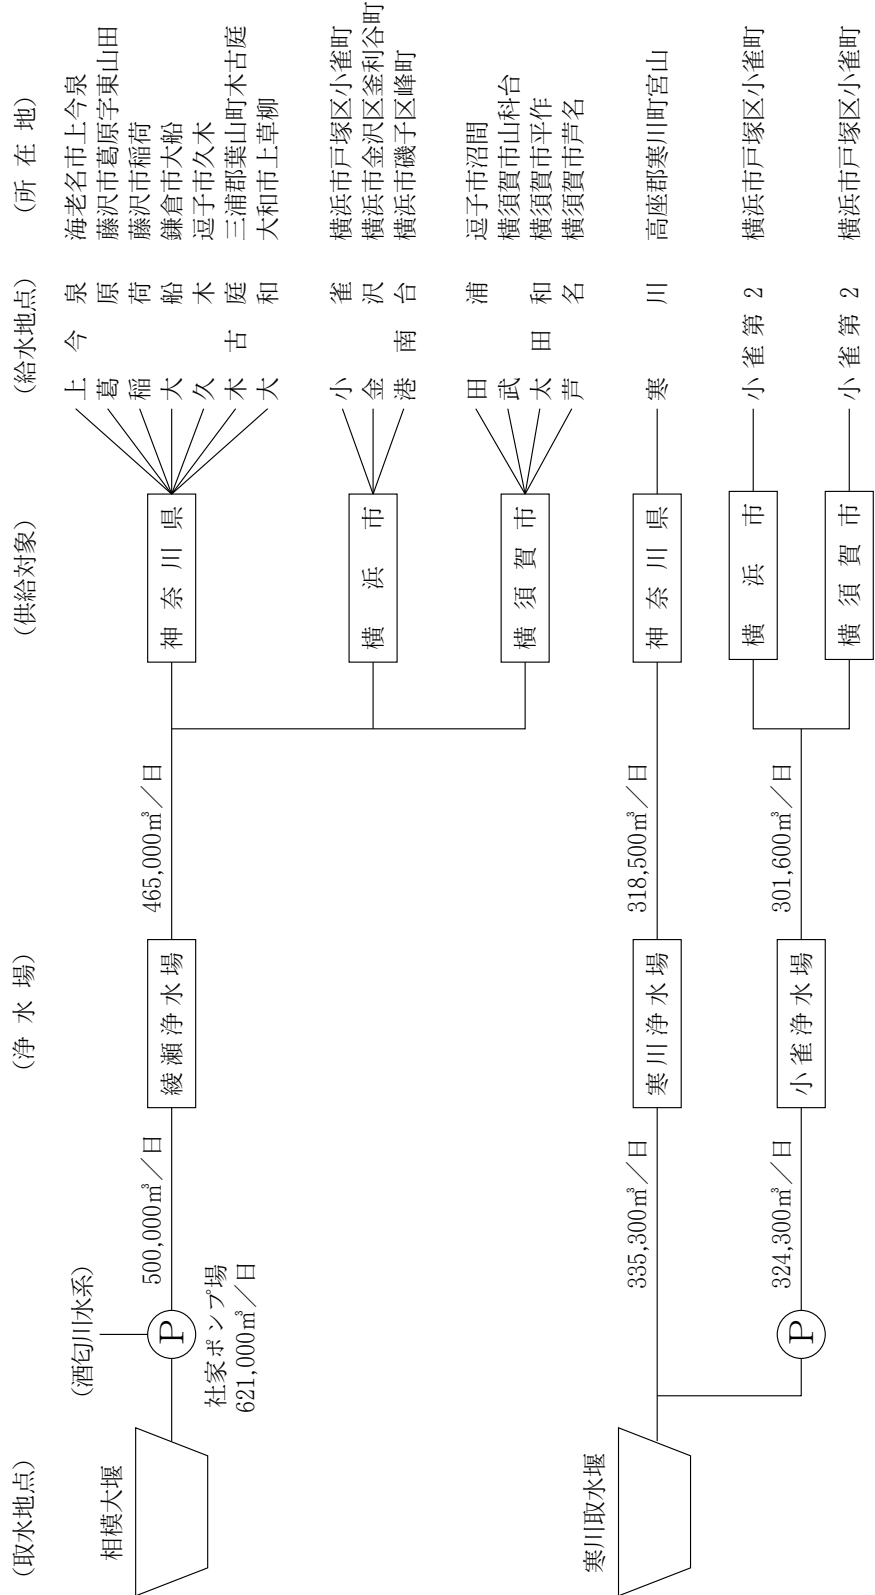 (取水地点)
(浄水場)
(供給対象)
(給水地点)
(所在地)
相模大堰
(酒匂川水系)
P
社家ポンプ場
621,000㎥/日
500,000㎥/日
綾瀬浄水場
465,000㎥/日
神奈川県
上今泉 海老名市上今泉
葛原 藤沢市葛原字東山田
稲荷 藤沢市稲荷
大船 鎌倉市大船
久木 逗子市久木
木古庭 三浦郡葉山町木古庭
大和 大和市上草柳
横浜市
小雀 横浜市戸塚区小雀町
金沢 横浜市金沢区釜利谷町
港南台 横浜市磯子区峰町
横須賀市
田浦 逗子市沼間
武 横須賀市山科台
太田和 横須賀市平作
芦名 横須賀市芦名
寒川取水堰
335,300㎥/日
寒川浄水場
318,500㎥/日
神奈川県
寒川 高座郡寒川町宮山
P
324,300㎥/日
小雀浄水場
301,600㎥/日
横浜市
小雀第2 横浜市戸塚区小雀町
横須賀市
小雀第2 横浜市戸塚区小雀町